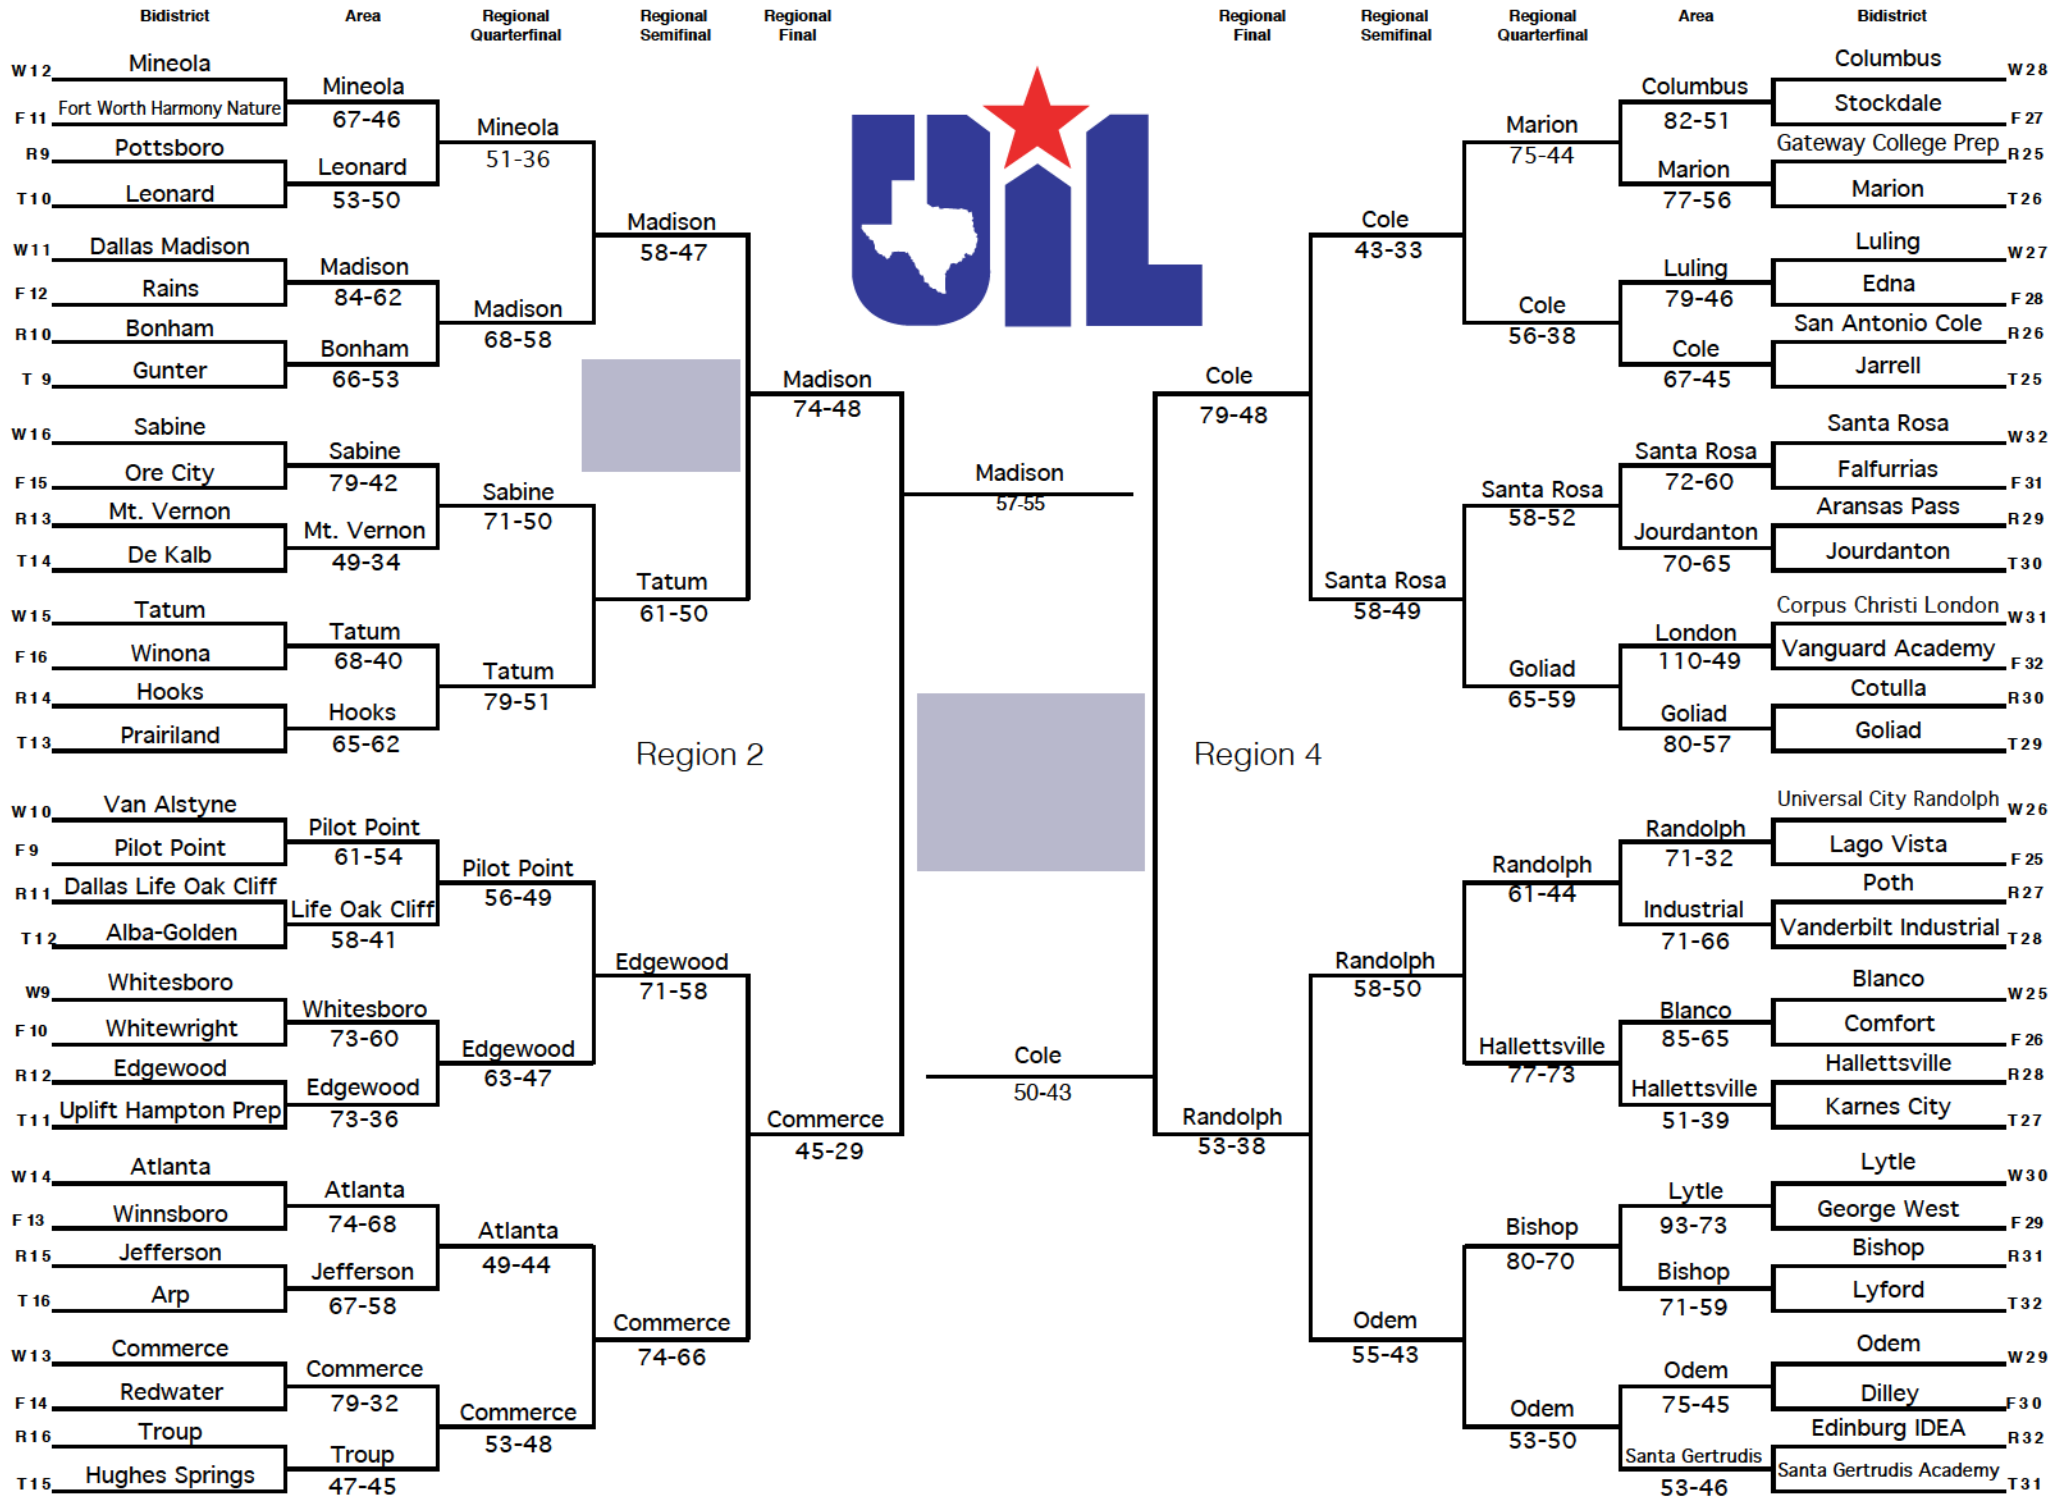 Bidistrict
Area
Regional
Quarterfinal
Regional
Semifinal
Regional
Final
Regional
Final
Regional
Semifinal
Regional
Quarterfinal
Area
Bidistrict
W12 Mineola
F11 Fort Worth Harmony Nature
R9 Pottsboro
T10 Leonard
W11 Dallas Madison
F12 Rains
R10 Bonham
T 9 Gunter
W16 Sabine
F15 Ore City
R13 Mt. Vernon
T14 De Kalb
W15 Tatum
F16 Winona
R14 Hooks
T13 Prairiland
W10 Van Alstyne
F9 Pilot Point
R11 Dallas Life Oak Cliff
T12 Alba-Golden
W9 Whitesboro
F10 Whitewright
R12 Edgewood
T11 Uplift Hampton Prep
W14 Atlanta
F13 Winnsboro
R15 Jefferson
T16 Arp
W13 Commerce
F14 Redwater
R16 Troup
T15 Hughes Springs
Mineola
67-46
Leonard
53-50
Madison
84-62
Bonham
66-53
Sabine
79-42
Mt. Vernon
49-34
Tatum
68-40
Hooks
65-62
Pilot Point
61-54
Life Oak Cliff
58-41
Whitesboro
73-60
Edgewood
73-36
Atlanta
74-68
Jefferson
67-58
Commerce
79-32
Troup
47-45
Mineola
51-36
Madison
68-58
Sabine
71-50
Tatum
79-51
Pilot Point
56-49
Edgewood
63-47
Atlanta
49-44
Commerce
53-48
Madison
58-47
Tatum
61-50
Edgewood
71-58
Commerce
74-66
Region 2
Madison
74-48
Commerce
45-29
UIL
Madison
57-55
Cole
50-43
Cole
79-48
Randolph
53-38
Region 4
Cole
43-33
Santa Rosa
58-49
Randolph
58-50
Odem
55-43
Marion
75-44
Cole
56-38
Santa Rosa
58-52
Goliad
65-59
Randolph
61-44
Hallettsville
77-73
Bishop
80-70
Odem
53-50
Columbus
82-51
Marion
77-56
Luling
79-46
Cole
67-45
Santa Rosa
72-60
Jourdanton
70-65
London
110-49
Goliad
80-57
Randolph
71-32
Industrial
71-66
Blanco
85-65
Hallettsville
51-39
Lytle
93-73
Bishop
71-59
Odem
75-45
Santa Gertrudis
53-46
Columbus W28
Stockdale F27
Gateway College Prep R25
Marion T26
Luling W27
Edna F28
San Antonio Cole R26
Jarrell T25
Santa Rosa W32
Falfurrias F31
Aransas Pass R29
Jourdanton T30
Corpus Christi London W31
Vanguard Academy F32
Cotulla R30
Goliad T29
Universal City Randolph W26
Lago Vista F25
Poth R27
Vanderbilt Industrial T28
Blanco W25
Comfort F26
Hallettsville R28
Karnes City T27
Lytle W30
George West F29
Bishop R31
Lyford T32
Odem W29
Dilley F30
Edinburg IDEA R32
Santa Gertrudis Academy T31